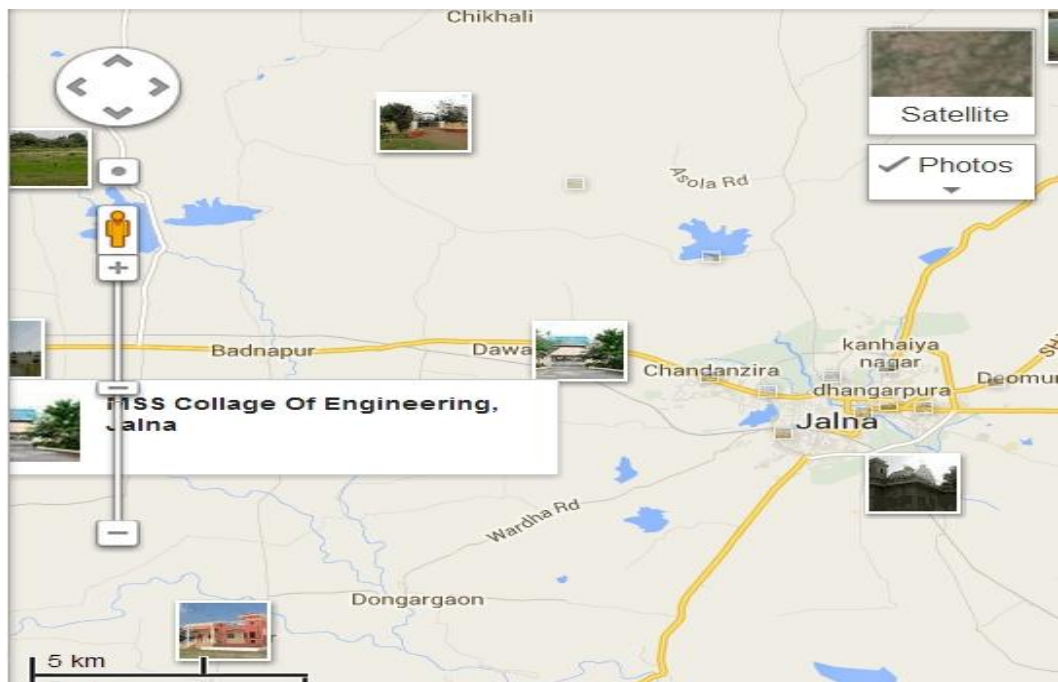 Chikhali
Satellite
Photos
Asola Rd
kanhaiya
nagar
Badnapur
Dawa
Chandanzira
Deomur
dhangarpura
MSS Collage Of Engineering,
Jalna
Jalna
Wardha Rd
Dongargaon
5 km